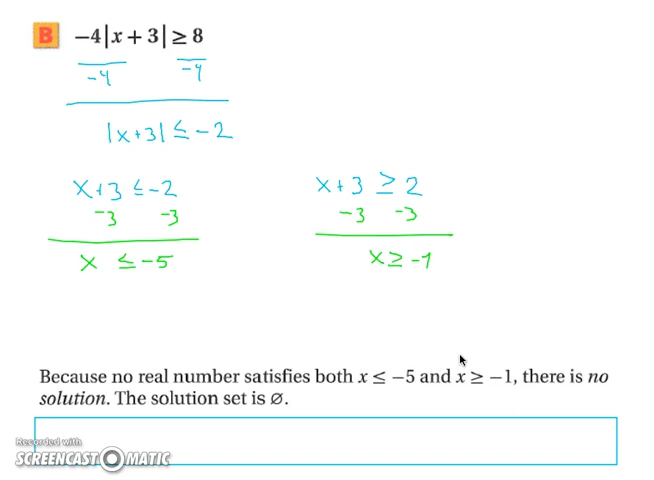 B −4|x + 3| ≥ 8
-4 -4
|x+3| ≤ -2
x+3 ≤ -2 x+3 ≥ 2
-3 -3 -3 -3
x ≤ -5 x ≥ -1
Because no real number satisfies both x ≤ −5 and x ≥ −1, there is no
solution. The solution set is ∅.
Recorded with
SCREENCAST-O-MATIC